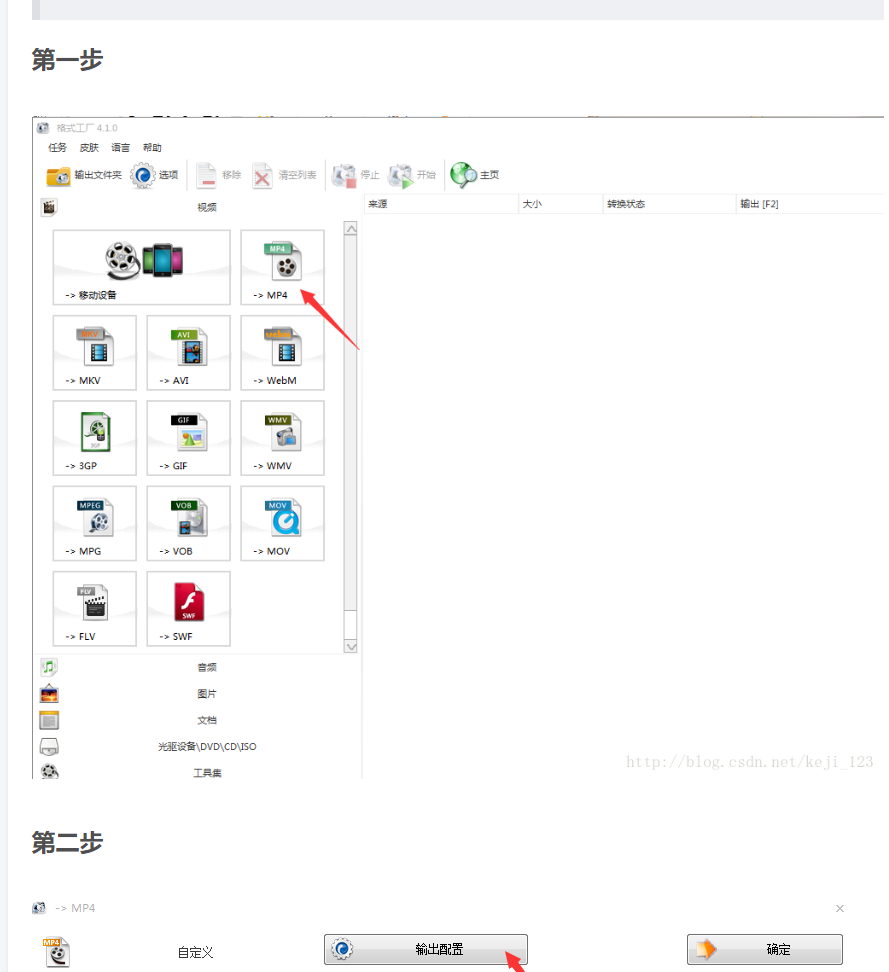 第一步
格式工厂 4.1.0
任务 皮肤 语言 帮助
输出文件夹 选项 移除 清空列表 停止 开始 主页
视频 来源 大小 转换状态 输出 [F2]
MP4
-> 移动设备 -> MP4
MKV AVI WebM
-> MKV -> AVI -> WebM
3GP GIF WMV
-> 3GP -> GIF -> WMV
MPEG VOB MOV
-> MPG -> VOB -> MOV
FLV SWF
-> FLV -> SWF
音频
图片
文档
光驱设备\DVD\CD\ISO
工具集
http://blog.csdn.net/keji_123
第二步
-> MP4
MP4 自定义 输出配置 确定